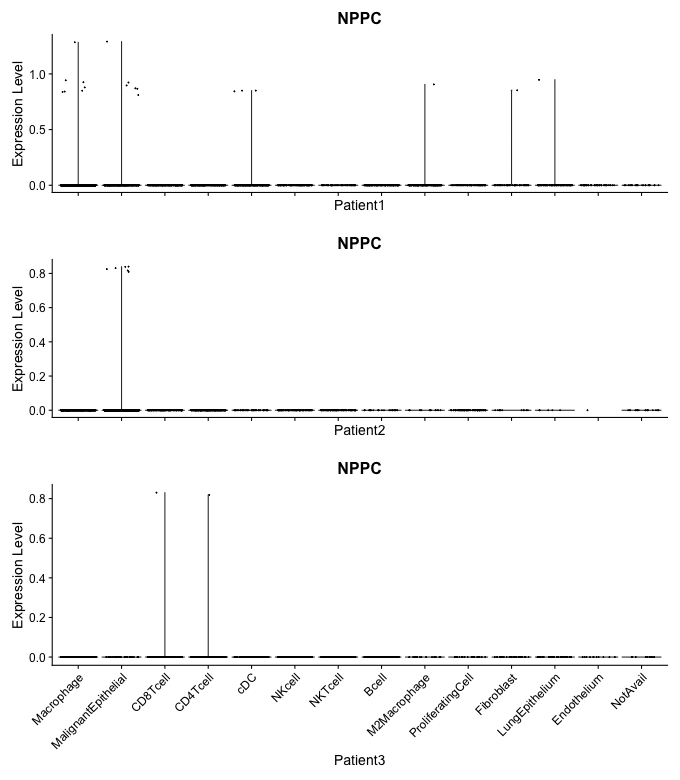 NPPC
Expression Level
1.0
0.5
0.0
Patient1
NPPC
Expression Level
0.8
0.6
0.4
0.2
0.0
Patient2
NPPC
Expression Level
0.8
0.6
0.4
0.2
0.0
Macrophage
MalignantEpithelial
CD8Tcell
CD4Tcell
cDC
NKcell
NKTcell
Bcell
M2Macrophage
ProliferatingCell
Fibroblast
LungEpithelium
Endothelium
NotAvail
Patient3